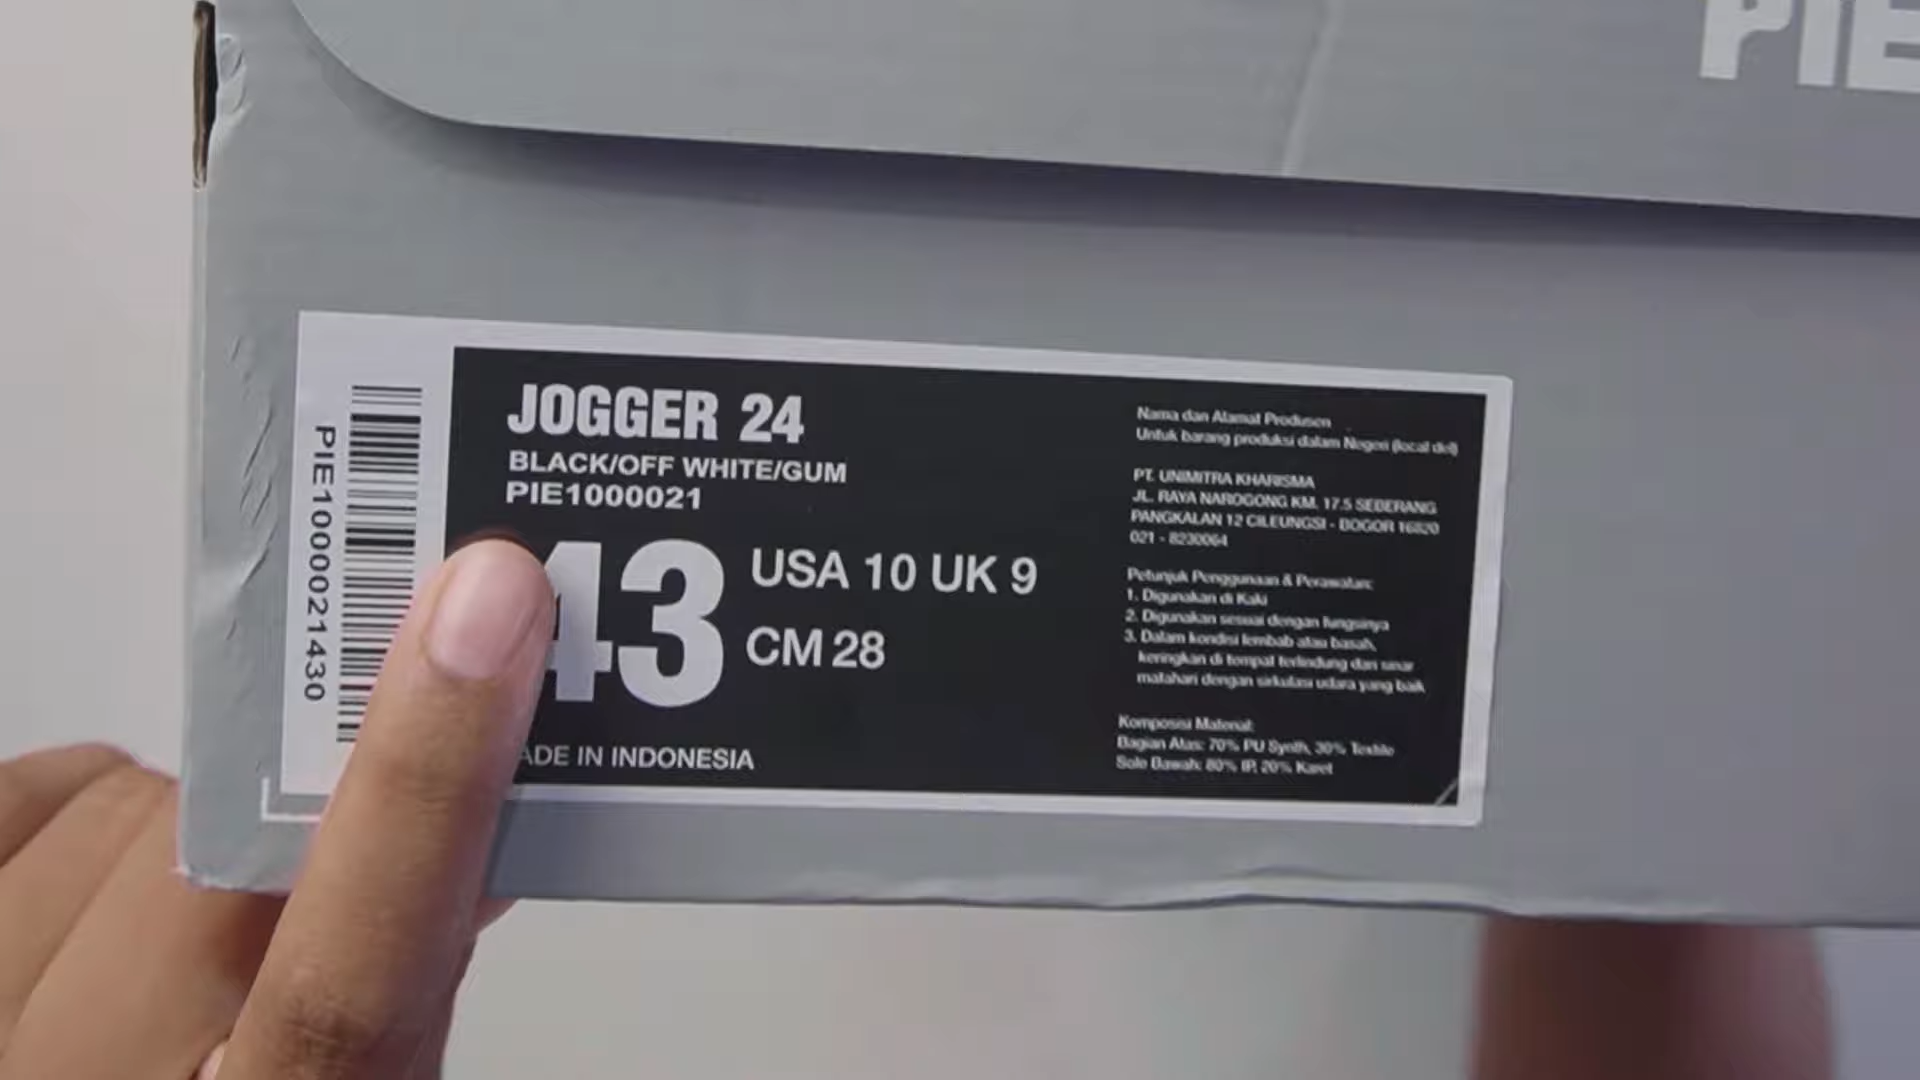 PIE
JOGGER 24
BLACK/OFF WHITE/GUM
PIE1000021
43
USA 10 UK 9
CM 28
ADE IN INDONESIA
PIE1000021430
Nama dan Alamat Produsen
Untuk barang produksi dalam Negeri (local del)
PT. UNIMITRA KHARISMA
JL. RAYA NAROGONG KM. 17.5 SEBERANG
PANGKALAN 12 CILEUNGSI - BOGOR 16820
021 - 8230064
Petunjuk Penggunaan & Perawatan:
1. Digunakan di Kaki
2. Digunakan sesuai dengan fungsinya
3. Dalam kondisi lembab atau basah,
keringkan di tempat terlindung dan sinar
matahari dengan sirkulasi udara yang baik
Komposisi Material:
Bagian Atas: 70% PU Synth, 30% Textile
Sole Bawah: 80% IP, 20% Karet